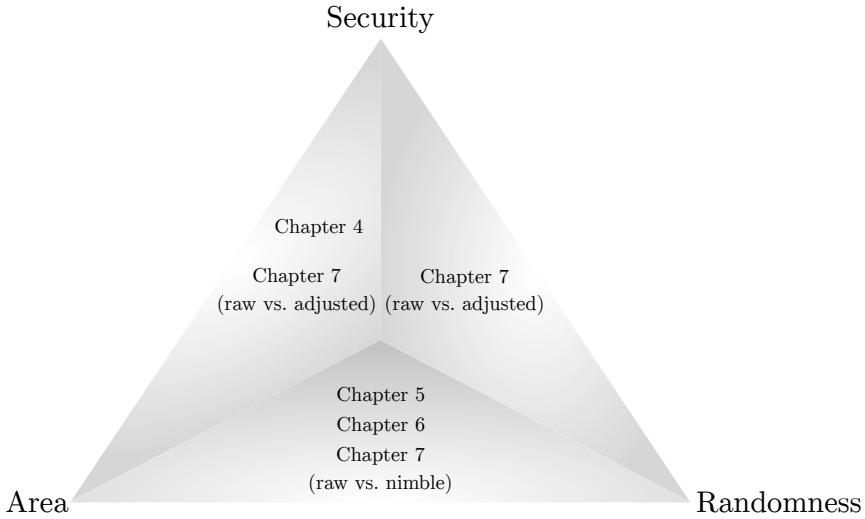 Security
Chapter 4
Chapter 7
(raw vs. adjusted)
Chapter 7
(raw vs. adjusted)
Chapter 5
Chapter 6
Chapter 7
(raw vs. nimble)
Area
Randomness